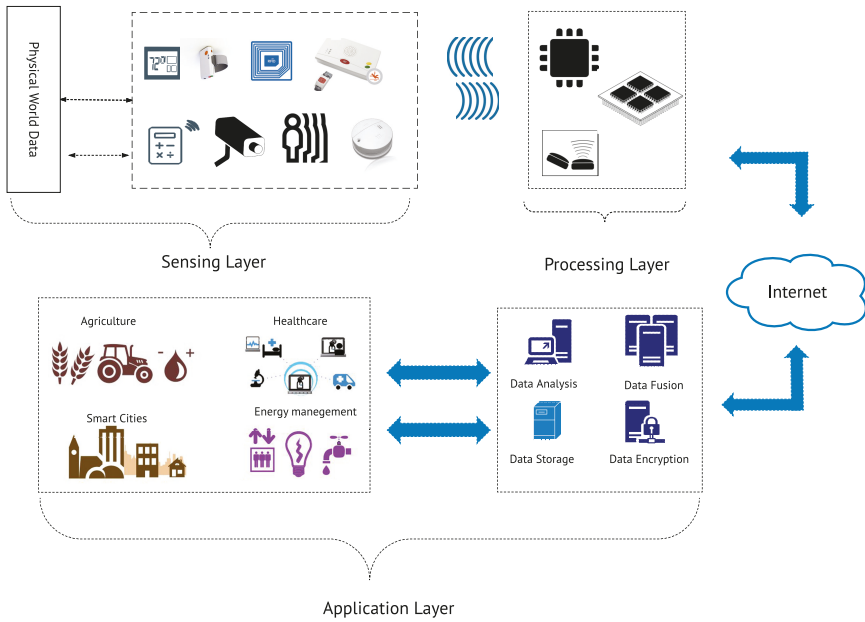 Physical World Data
72°
Sensing Layer
Processing Layer
Internet
Agriculture
Healthcare
Smart Cities
Energy manegement
Data Analysis
Data Fusion
Data Storage
Data Encryption
Application Layer